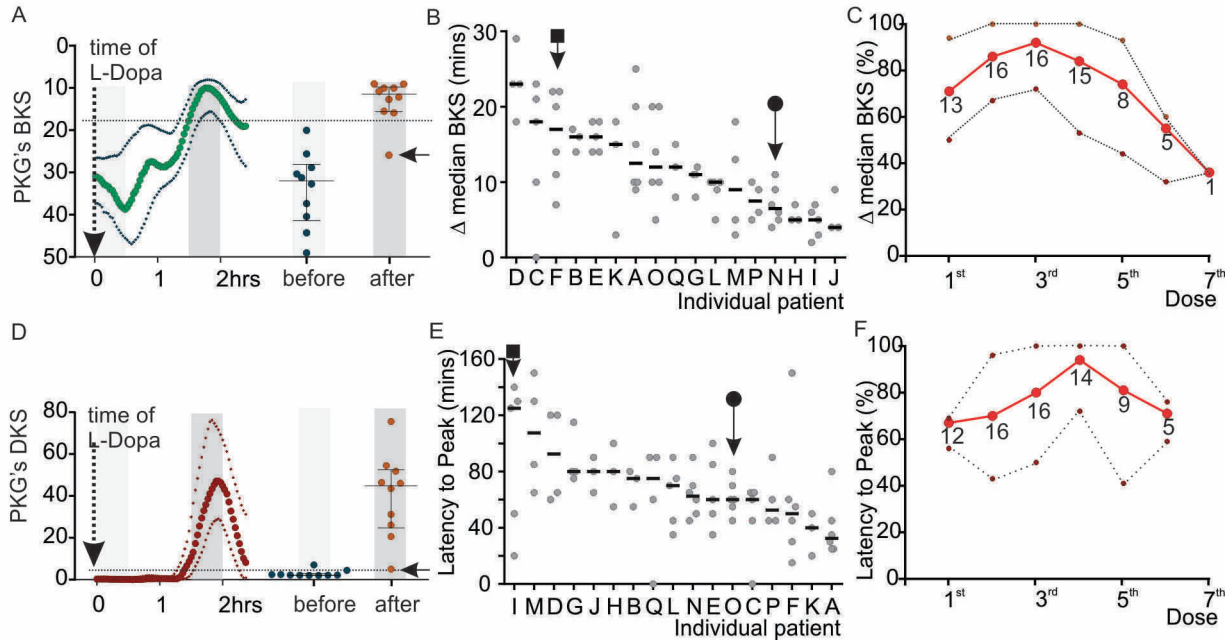 A
time of
L-Dopa
PKG's BKS
0
10
20
30
40
50
0
1
2hrs
before
after
B
Δ median BKS (mins)
30
20
10
0
D C F B E K A O Q G L M P N H I J
Individual patient
C
Δ median BKS (%)
100
80
60
40
20
0
13
16
16
15
8
5
1
1st
3rd
5th
7th
Dose
D
time of
L-Dopa
PKG's DKS
80
60
40
20
0
0
1
2hrs
before
after
E
Latency to Peak (mins)
160
120
80
40
0
I M D G J H B Q L N E O C P F K A
Individual patient
F
Latency to Peak (%)
100
80
60
40
20
0
12
16
16
14
9
5
1st
3rd
5th
7th
Dose